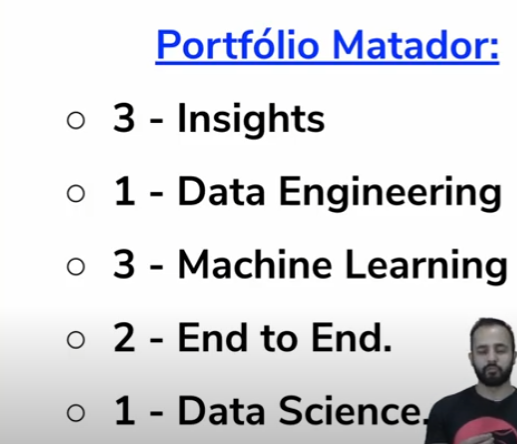 Portfólio Matador:
○ 3 - Insights
○ 1 - Data Engineering
○ 3 - Machine Learning
○ 2 - End to End.
○ 1 - Data Science.